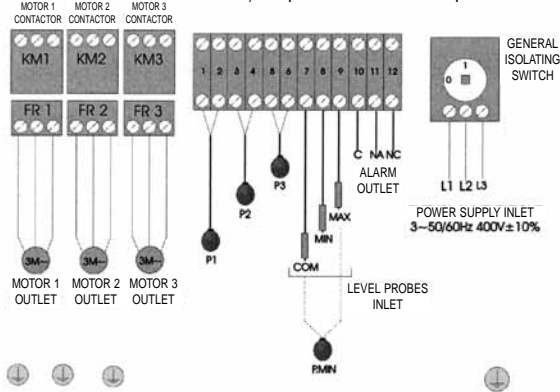 MOTOR 1 CONTACTOR
MOTOR 2 CONTACTOR
MOTOR 3 CONTACTOR
KM1
KM2
KM3
FR 1
FR 2
FR 3
3M~
3M~
3M~
MOTOR 1 OUTLET
MOTOR 2 OUTLET
MOTOR 3 OUTLET
1 2 3 4 5 6 7 8 9 10 11 12
P1
P2
P3
C NA NC
ALARM
OUTLET
MAX
MIN
COM
LEVEL PROBES
INLET
P.MIN
GENERAL
ISOLATING
SWITCH
0
1
L1 L2 L3
POWER SUPPLY INLET
3~50/60Hz 400V±10%